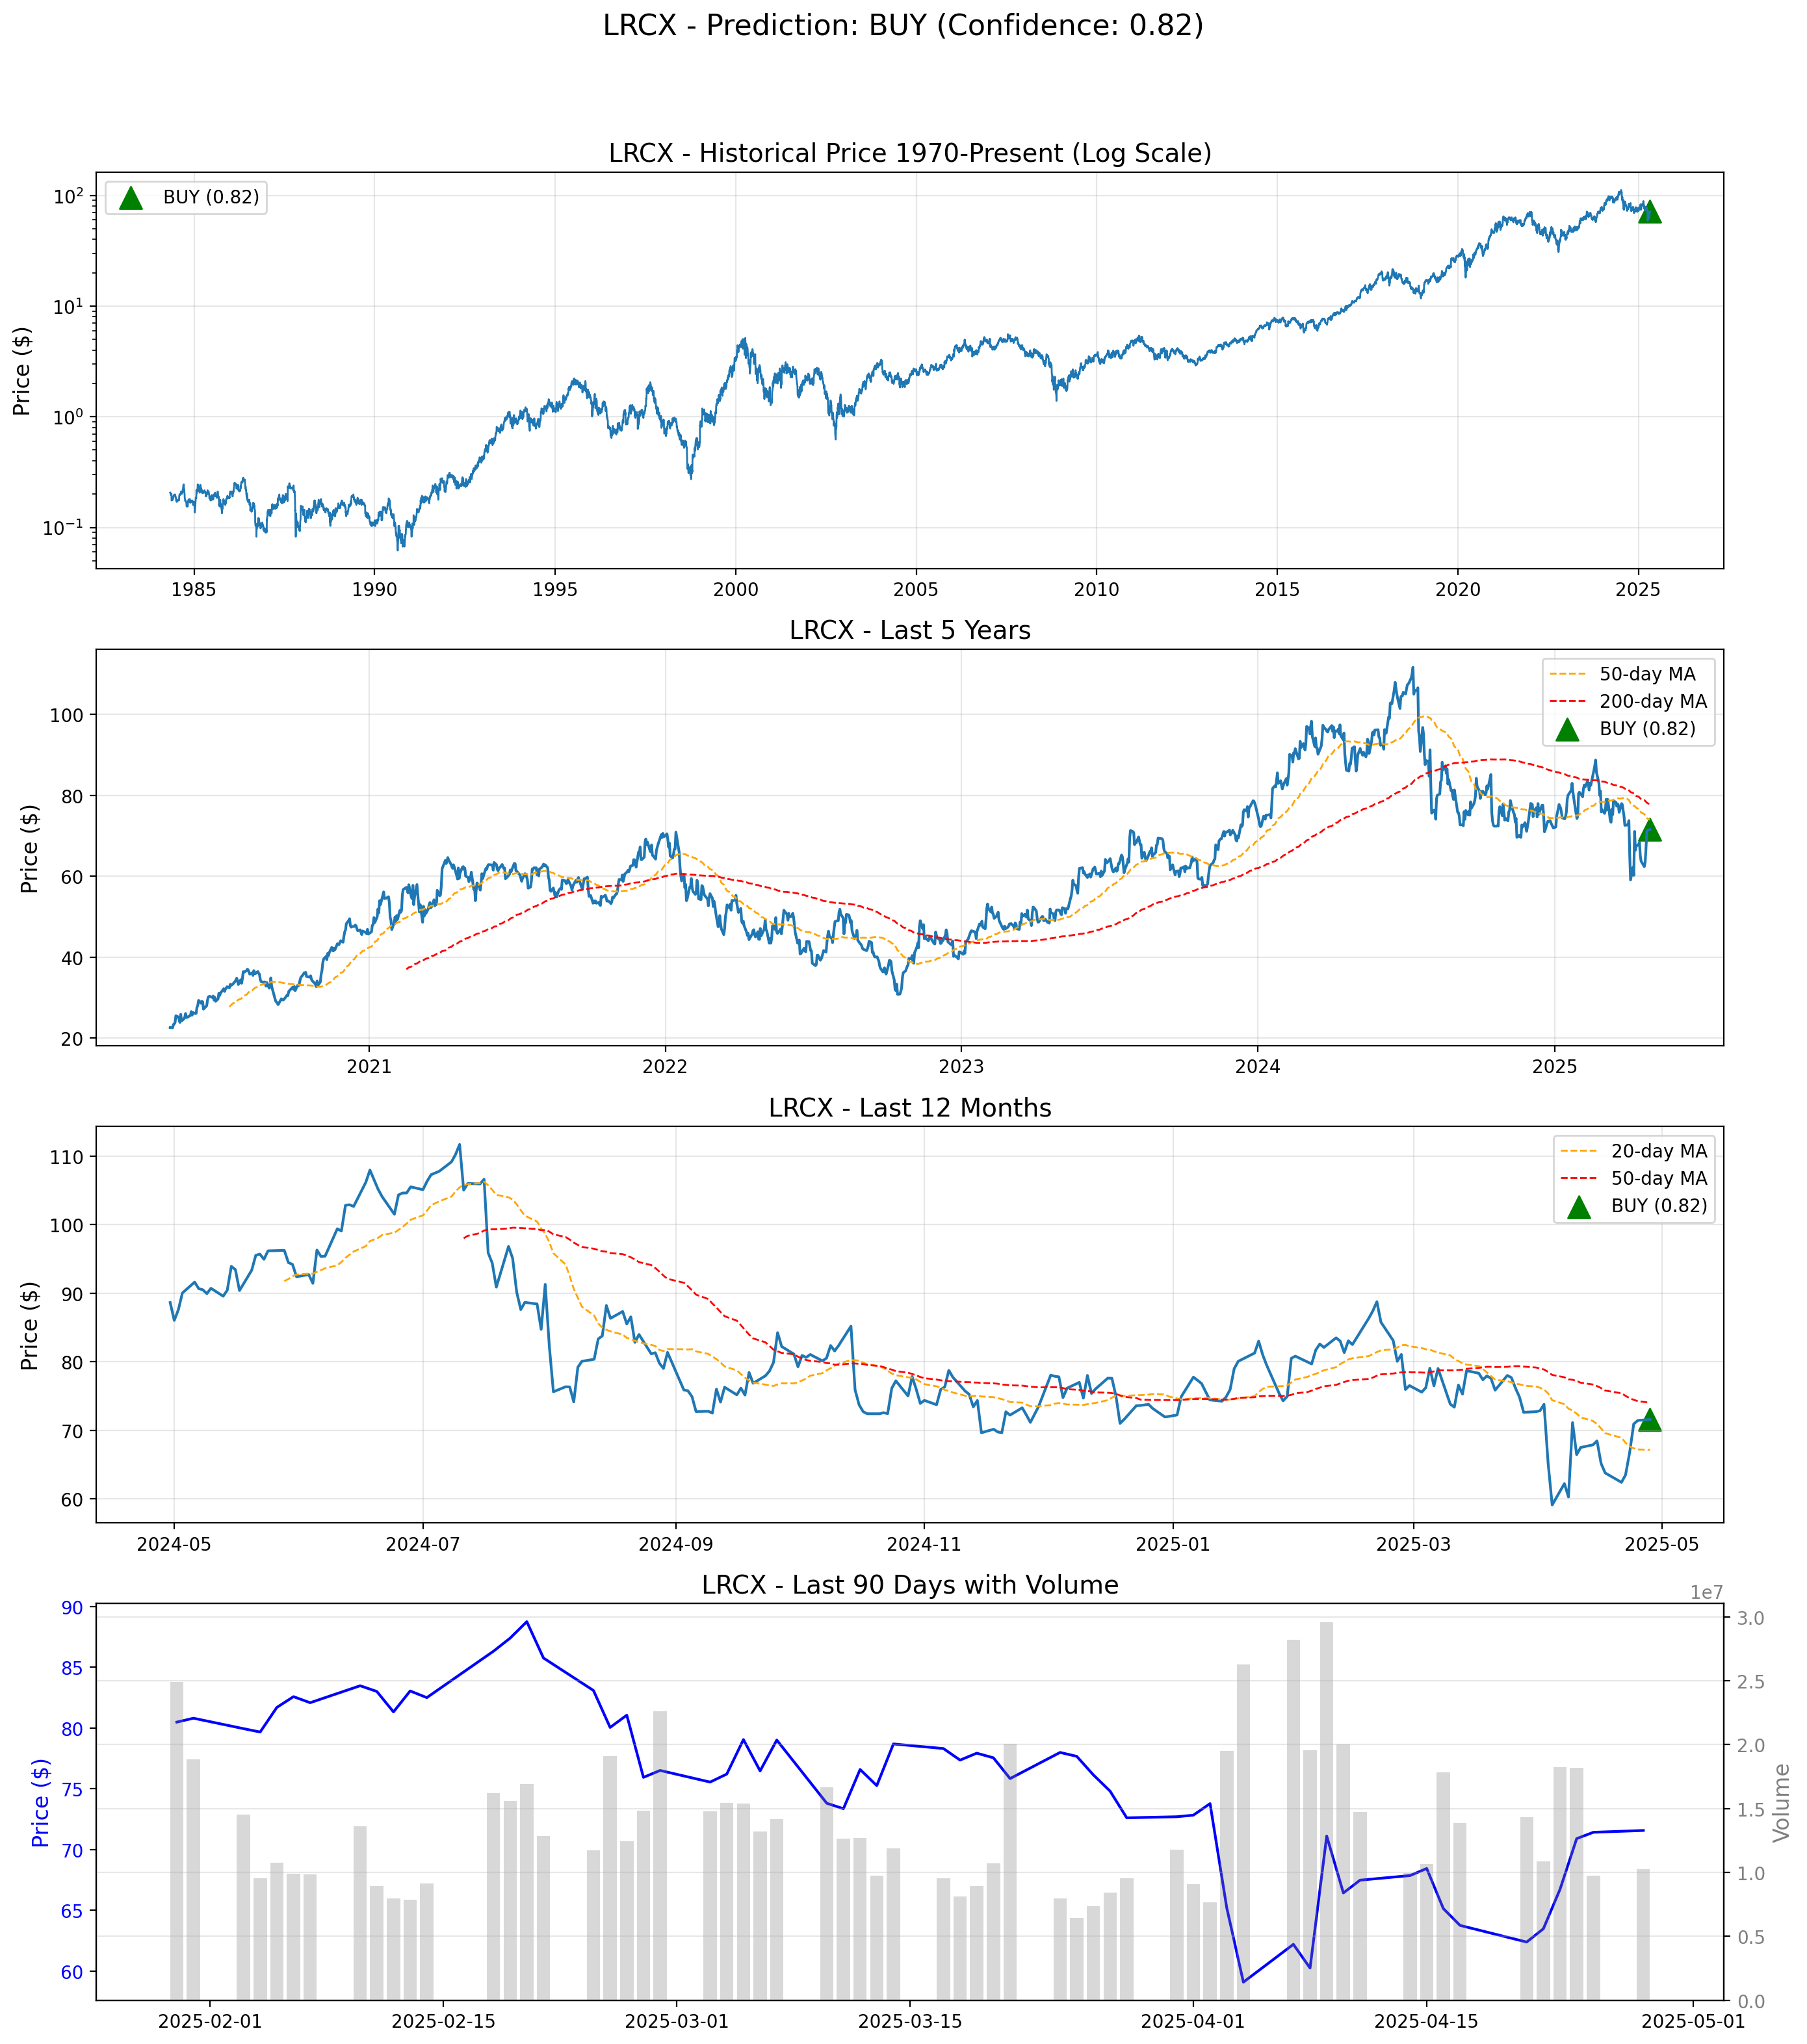 LRCX - Prediction: BUY (Confidence: 0.82)
LRCX - Historical Price 1970-Present (Log Scale)
BUY (0.82)
Price ($)
10²
10¹
10⁰
10⁻¹
1985 1990 1995 2000 2005 2010 2015 2020 2025
LRCX - Last 5 Years
50-day MA
200-day MA
BUY (0.82)
Price ($)
100
80
60
40
20
2021 2022 2023 2024 2025
LRCX - Last 12 Months
20-day MA
50-day MA
BUY (0.82)
Price ($)
110
100
90
80
70
60
2024-05 2024-07 2024-09 2024-11 2025-01 2025-03 2025-05
LRCX - Last 90 Days with Volume
1e7
Price ($)
90
85
80
75
70
65
60
3.0
2.5
2.0
1.5
1.0
0.5
0.0
Volume
2025-02-01 2025-02-15 2025-03-01 2025-03-15 2025-04-01 2025-04-15 2025-05-01